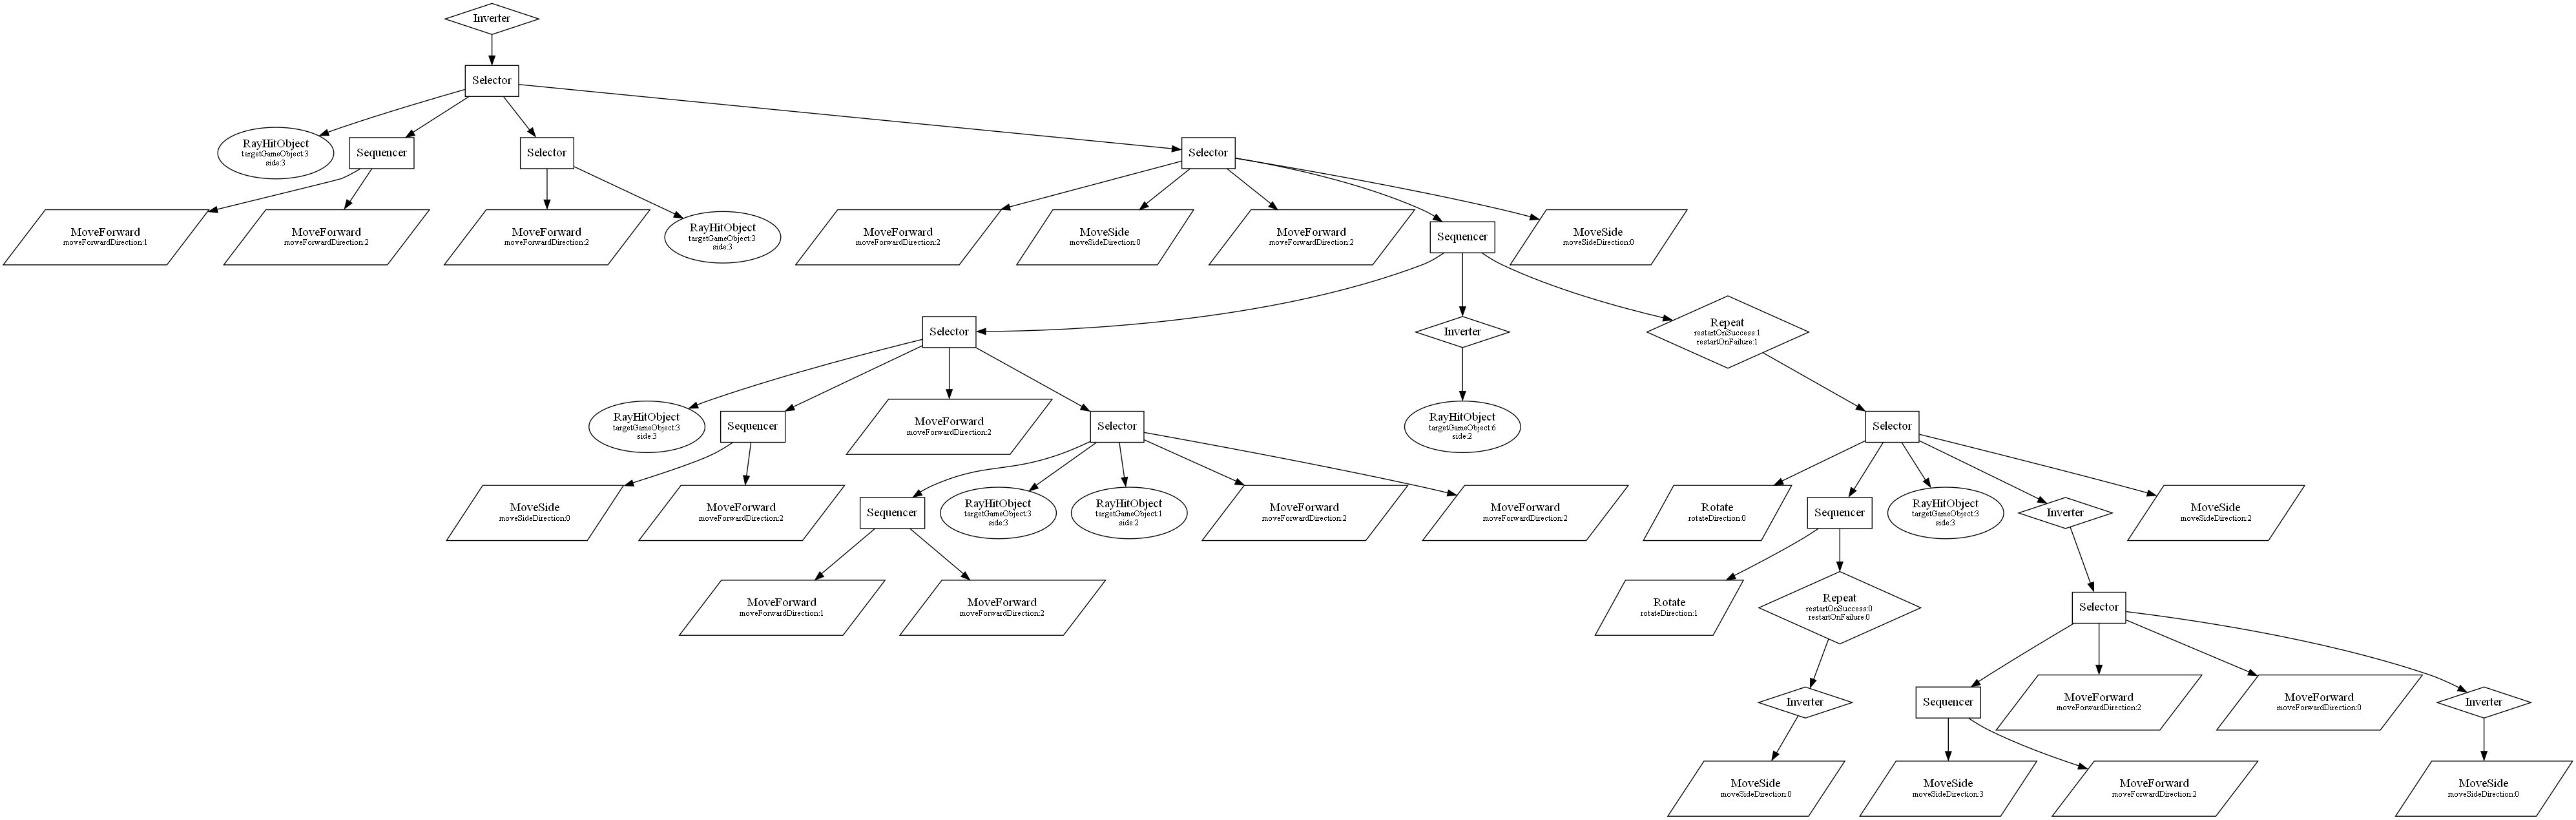 Inverter
Selector
RayHitObject
targetGameObject:3
side:3
Sequencer
Selector
Selector
MoveForward
moveForwardDirection:1
MoveForward
moveForwardDirection:2
MoveForward
moveForwardDirection:2
RayHitObject
targetGameObject:3
side:3
MoveForward
moveForwardDirection:2
MoveSide
moveSideDirection:0
MoveForward
moveForwardDirection:2
Sequencer
MoveSide
moveSideDirection:0
Selector
Inverter
Repeat
restartOnSuccess:1
restartOnFailure:1
RayHitObject
targetGameObject:3
side:3
Sequencer
MoveForward
moveForwardDirection:2
Selector
RayHitObject
targetGameObject:6
side:2
Selector
MoveSide
moveSideDirection:0
MoveForward
moveForwardDirection:2
Sequencer
RayHitObject
targetGameObject:3
side:3
RayHitObject
targetGameObject:1
side:2
MoveForward
moveForwardDirection:2
MoveForward
moveForwardDirection:2
Rotate
rotateDirection:0
Sequencer
RayHitObject
targetGameObject:3
side:3
Inverter
MoveSide
moveSideDirection:2
MoveForward
moveForwardDirection:1
MoveForward
moveForwardDirection:2
Rotate
rotateDirection:1
Repeat
restartOnSuccess:0
restartOnFailure:0
Selector
Inverter
Sequencer
MoveForward
moveForwardDirection:2
MoveForward
moveForwardDirection:0
Inverter
MoveSide
moveSideDirection:0
MoveSide
moveSideDirection:3
MoveForward
moveForwardDirection:2
MoveSide
moveSideDirection:0